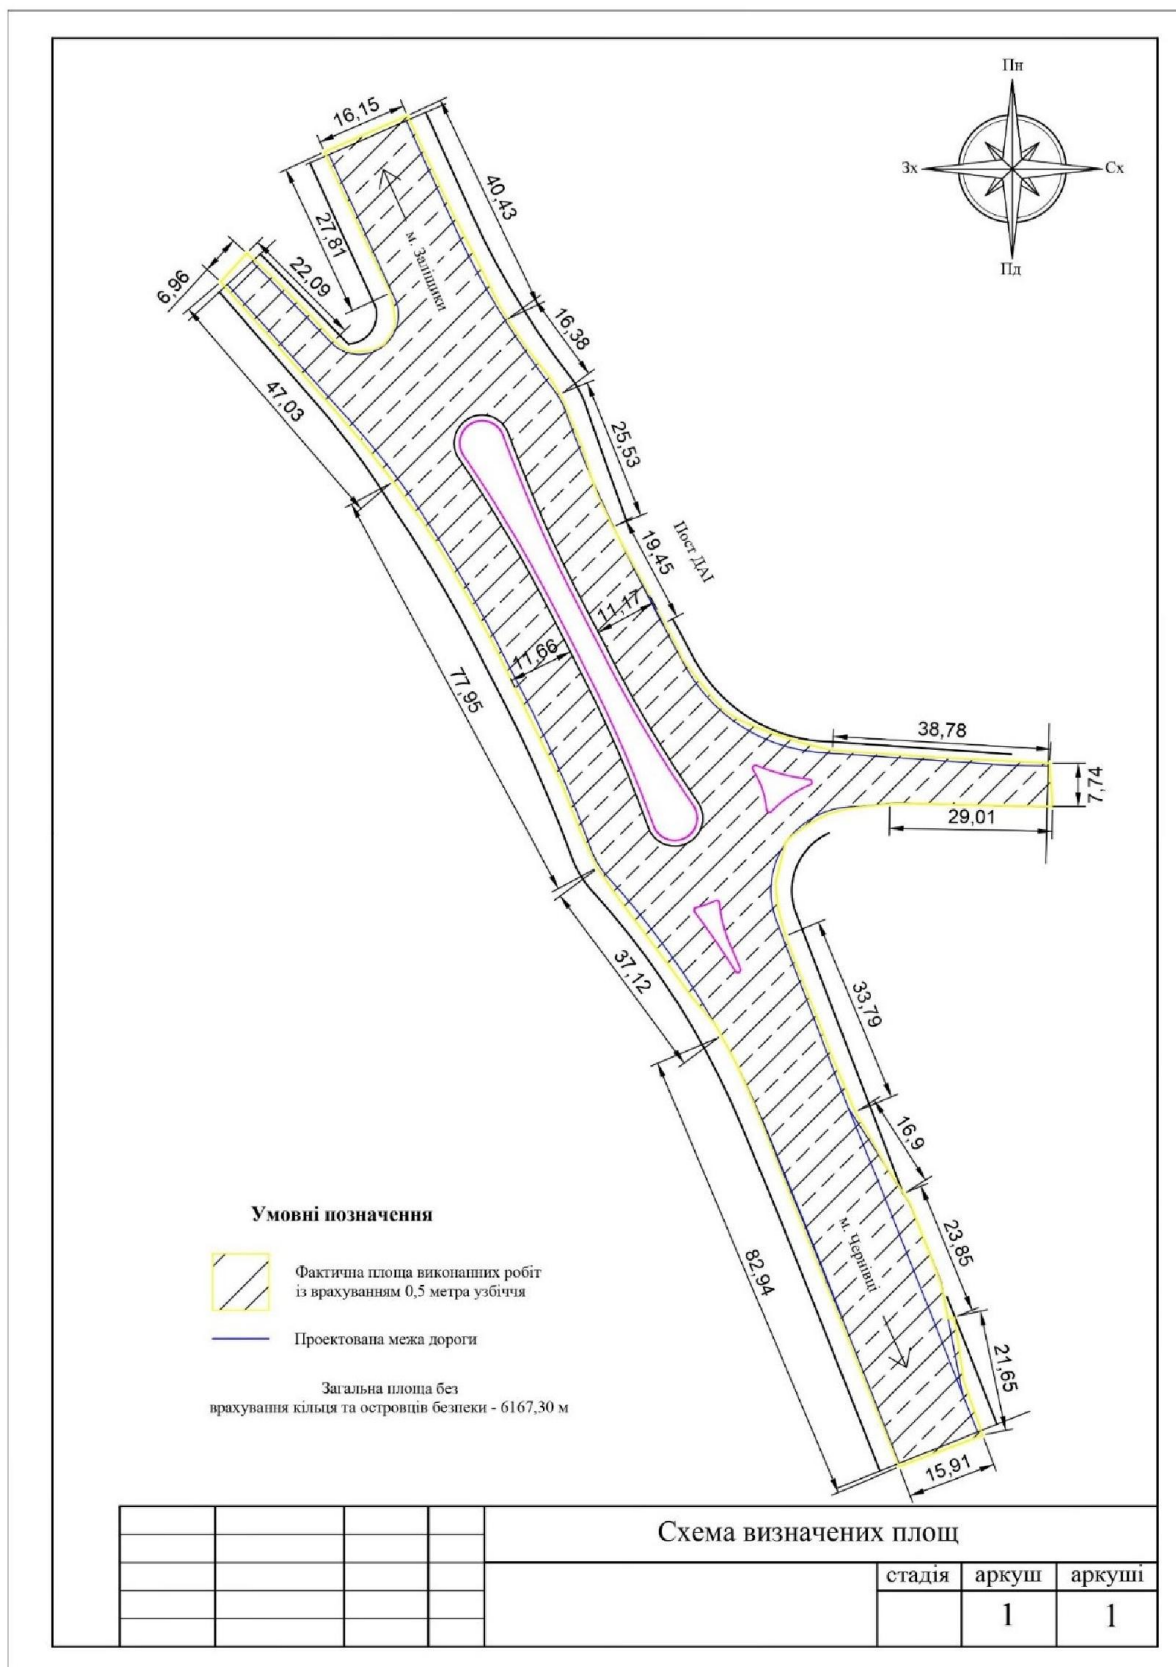 Пн
Зх
Сх
Пд
16,15
40,43
27,81
м. Заліщики
22,09
6,96
16,38
47,03
25,53
19,45
Пост ДАІ
11,17
11,66
77,95
38,78
7,74
29,01
37,12
33,79
16,9
23,85
82,94
м. Чернівці
21,65
15,91
Умовні позначення
Фактична площа виконанних робіт
із врахуванням 0,5 метра узбіччя
Проектована межа дороги
Загальна площа без
врахування кільця та островців безпеки - 6167,30 м
Схема визначених площ
стадія аркуш аркуші
1 1